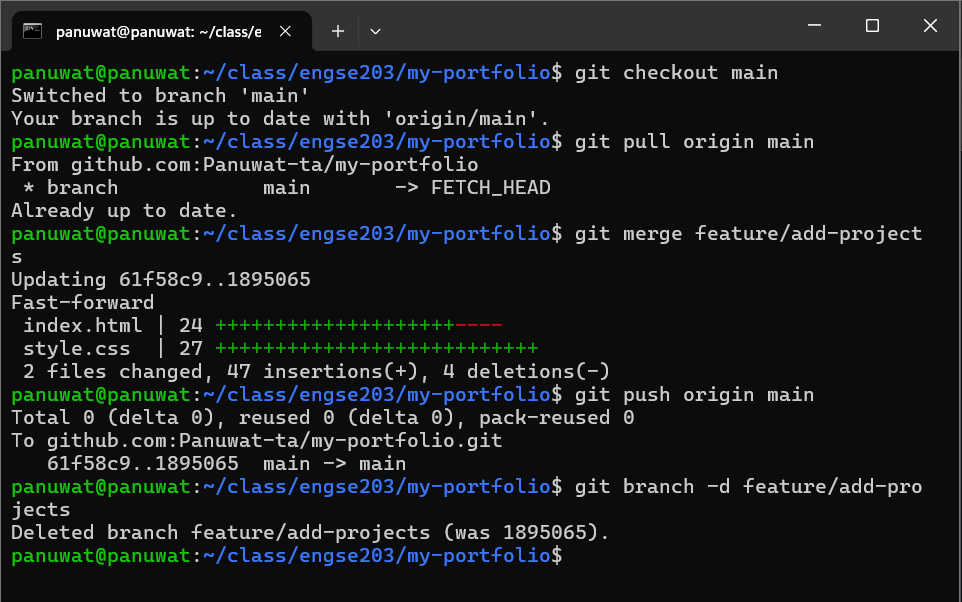 panuwat@panuwat: ~/class/e
panuwat@panuwat:~/class/engse203/my-portfolio$ git checkout main
Switched to branch 'main'
Your branch is up to date with 'origin/main'.
panuwat@panuwat:~/class/engse203/my-portfolio$ git pull origin main
From github.com:Panuwat-ta/my-portfolio
 * branch            main       -> FETCH_HEAD
Already up to date.
panuwat@panuwat:~/class/engse203/my-portfolio$ git merge feature/add-project
s
Updating 61f58c9..1895065
Fast-forward
 index.html | 24 ++++++++++++++++++++----
 style.css  | 27 +++++++++++++++++++++++++++
 2 files changed, 47 insertions(+), 4 deletions(-)
panuwat@panuwat:~/class/engse203/my-portfolio$ git push origin main
Total 0 (delta 0), reused 0 (delta 0), pack-reused 0
To github.com:Panuwat-ta/my-portfolio.git
   61f58c9..1895065  main -> main
panuwat@panuwat:~/class/engse203/my-portfolio$ git branch -d feature/add-pro
jects
Deleted branch feature/add-projects (was 1895065).
panuwat@panuwat:~/class/engse203/my-portfolio$